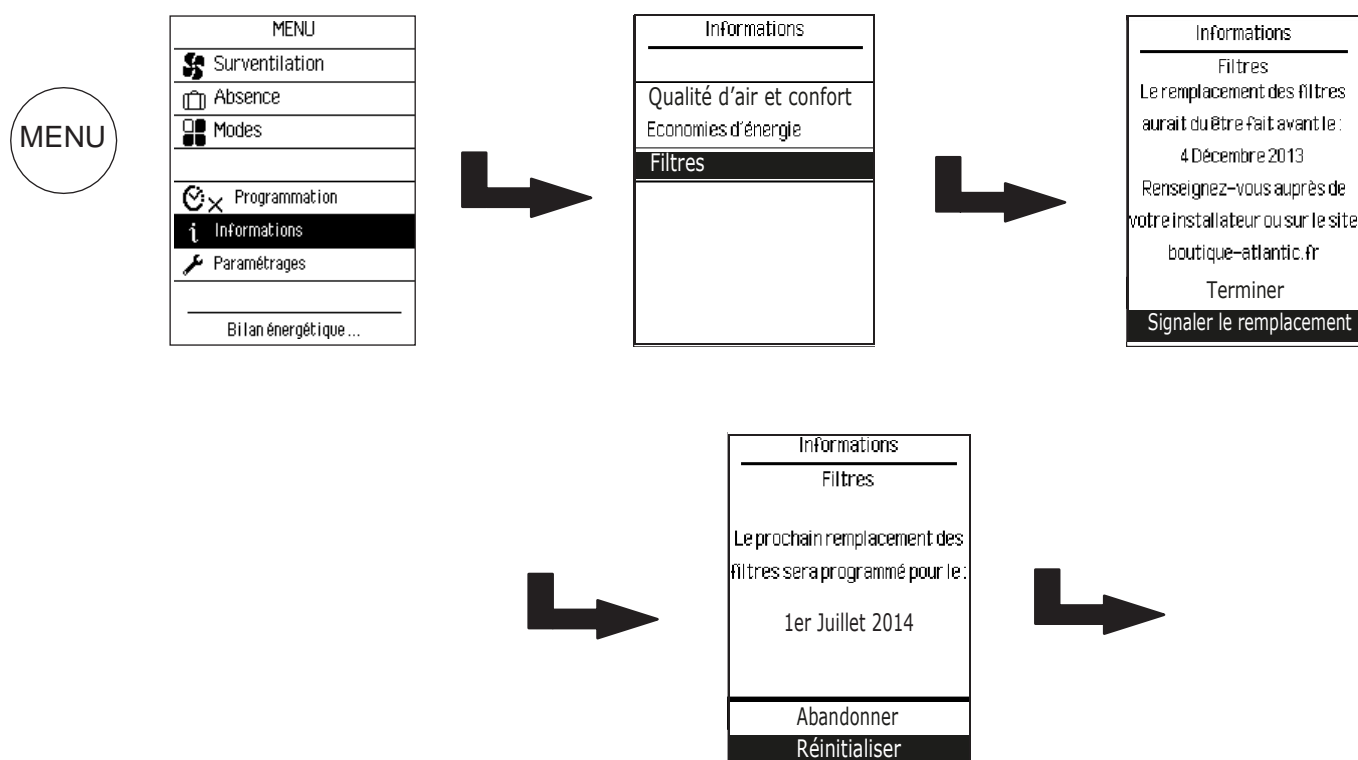 MENU
MENU
Surventilation
Absence
Modes
Programmation
Informations
Paramétrages
Bilan énergétique ...
Informations
Qualité d'air et confort
Economies d'énergie
Filtres
Informations
Filtres
Le remplacement des filtres
aurait du être fait avant le :
4 Décembre 2013
Renseignez-vous auprès de
votre installateur ou sur le site
boutique-atlantic.fr
Terminer
Signaler le remplacement
Informations
Filtres
Le prochain remplacement des
filtres sera programmé pour le :
1er Juillet 2014
Abandonner
Réinitialiser